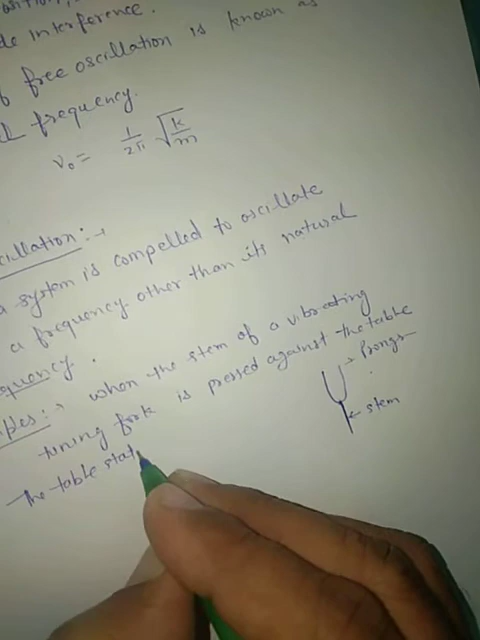 de interference.
of free oscillation is known as
frequency.
ν₀ = 1/2π √k/m
cillation:-
a system is compelled to oscillate
a frequency other than its natural
quency.
ples:- when the stem of a vibrating
tuning fork is pressed against the table
Prongs
stem
The table stat